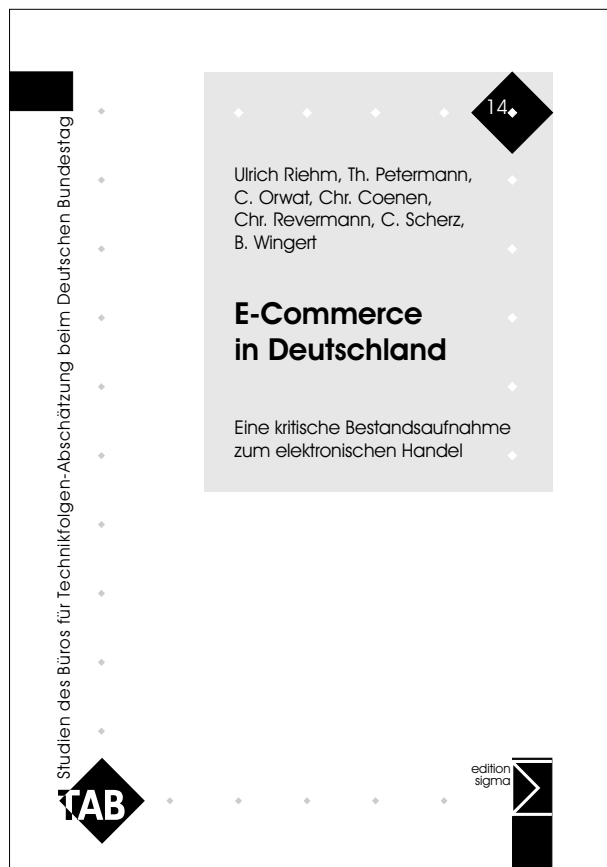 14
Ulrich Riehm, Th. Petermann,
C. Orwat, Chr. Coenen,
Chr. Revermann, C. Scherz,
B. Wingert
E-Commerce
in Deutschland
Eine kritische Bestandsaufnahme
zum elektronischen Handel
Studien des Büros für Technikfolgen-Abschätzung beim Deutschen Bundestag
TAB
edition
sigma